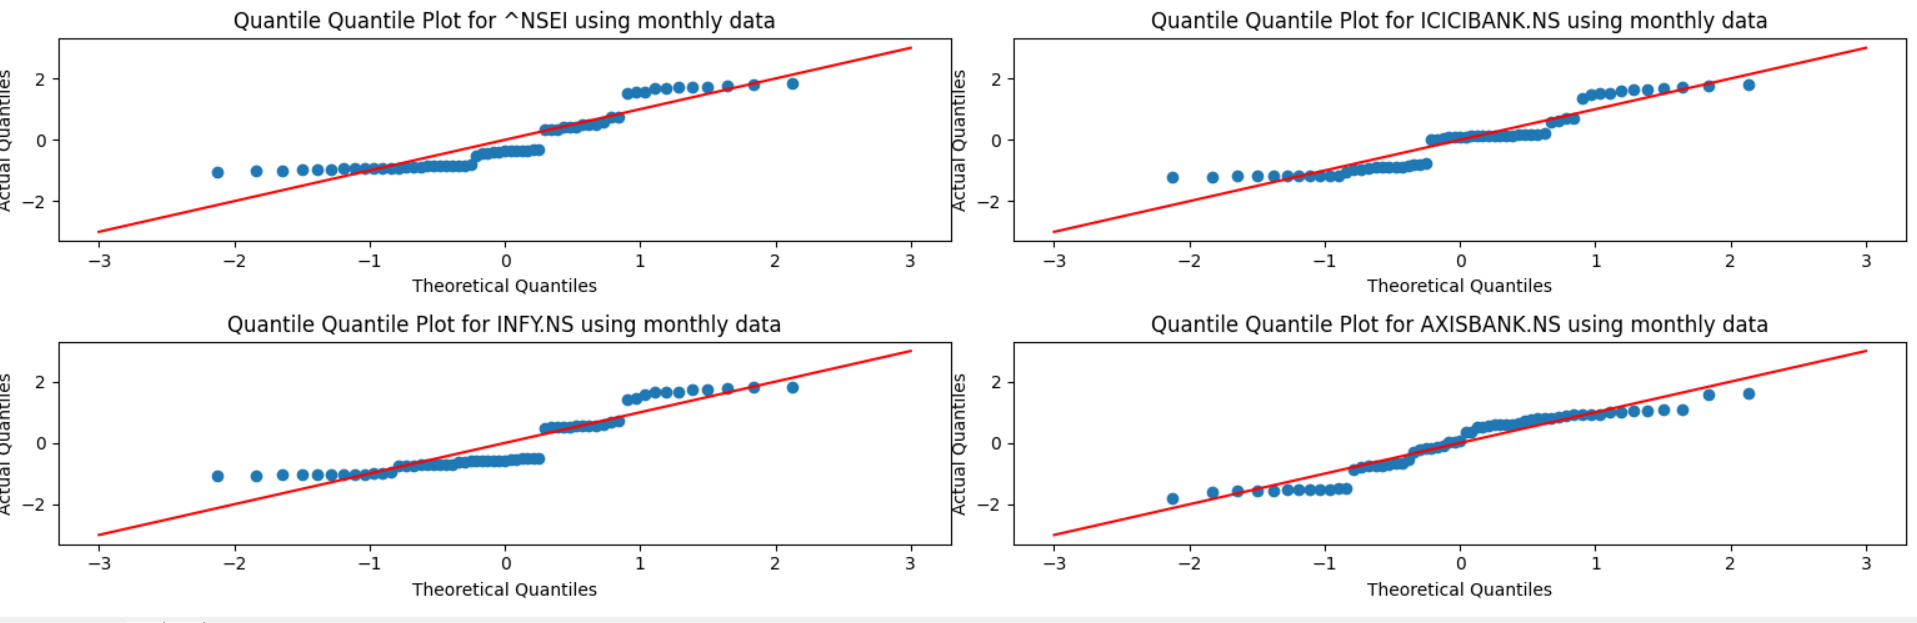 Quantile Quantile Plot for ^NSEI using monthly data
Actual Quantiles
2
0
−2
−3 −2 −1 0 1 2 3
Theoretical Quantiles
Quantile Quantile Plot for ICICIBANK.NS using monthly data
Actual Quantiles
2
0
−2
−3 −2 −1 0 1 2 3
Theoretical Quantiles
Quantile Quantile Plot for INFY.NS using monthly data
Actual Quantiles
2
0
−2
−3 −2 −1 0 1 2 3
Theoretical Quantiles
Quantile Quantile Plot for AXISBANK.NS using monthly data
Actual Quantiles
2
0
−2
−3 −2 −1 0 1 2 3
Theoretical Quantiles